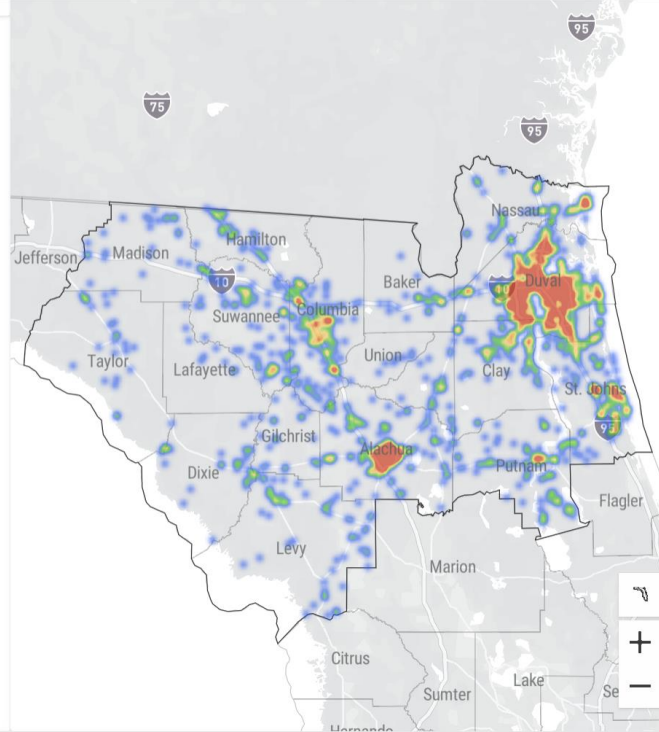 95
75
95
Nassau
Hamilton
Jefferson
Madison
10
Baker
Duval
Suwannee
Columbia
Taylor
Lafayette
Union
Clay
St. Johns
95
Gilchrist
Alachua
Dixie
Putnam
Flagler
Levy
Marion
Citrus
Sumter
Lake
Se
Hernando
+
−